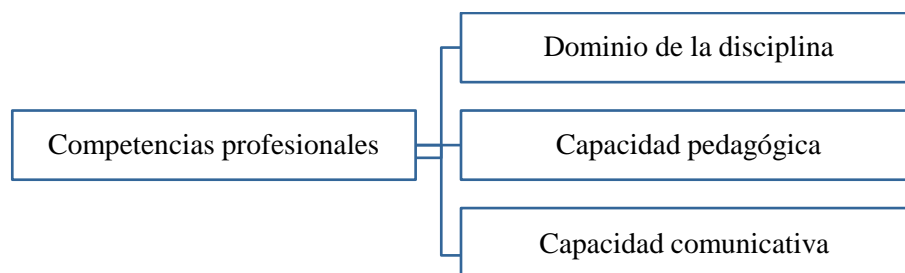 Dominio de la disciplina
Competencias profesionales
Capacidad pedagógica
Capacidad comunicativa